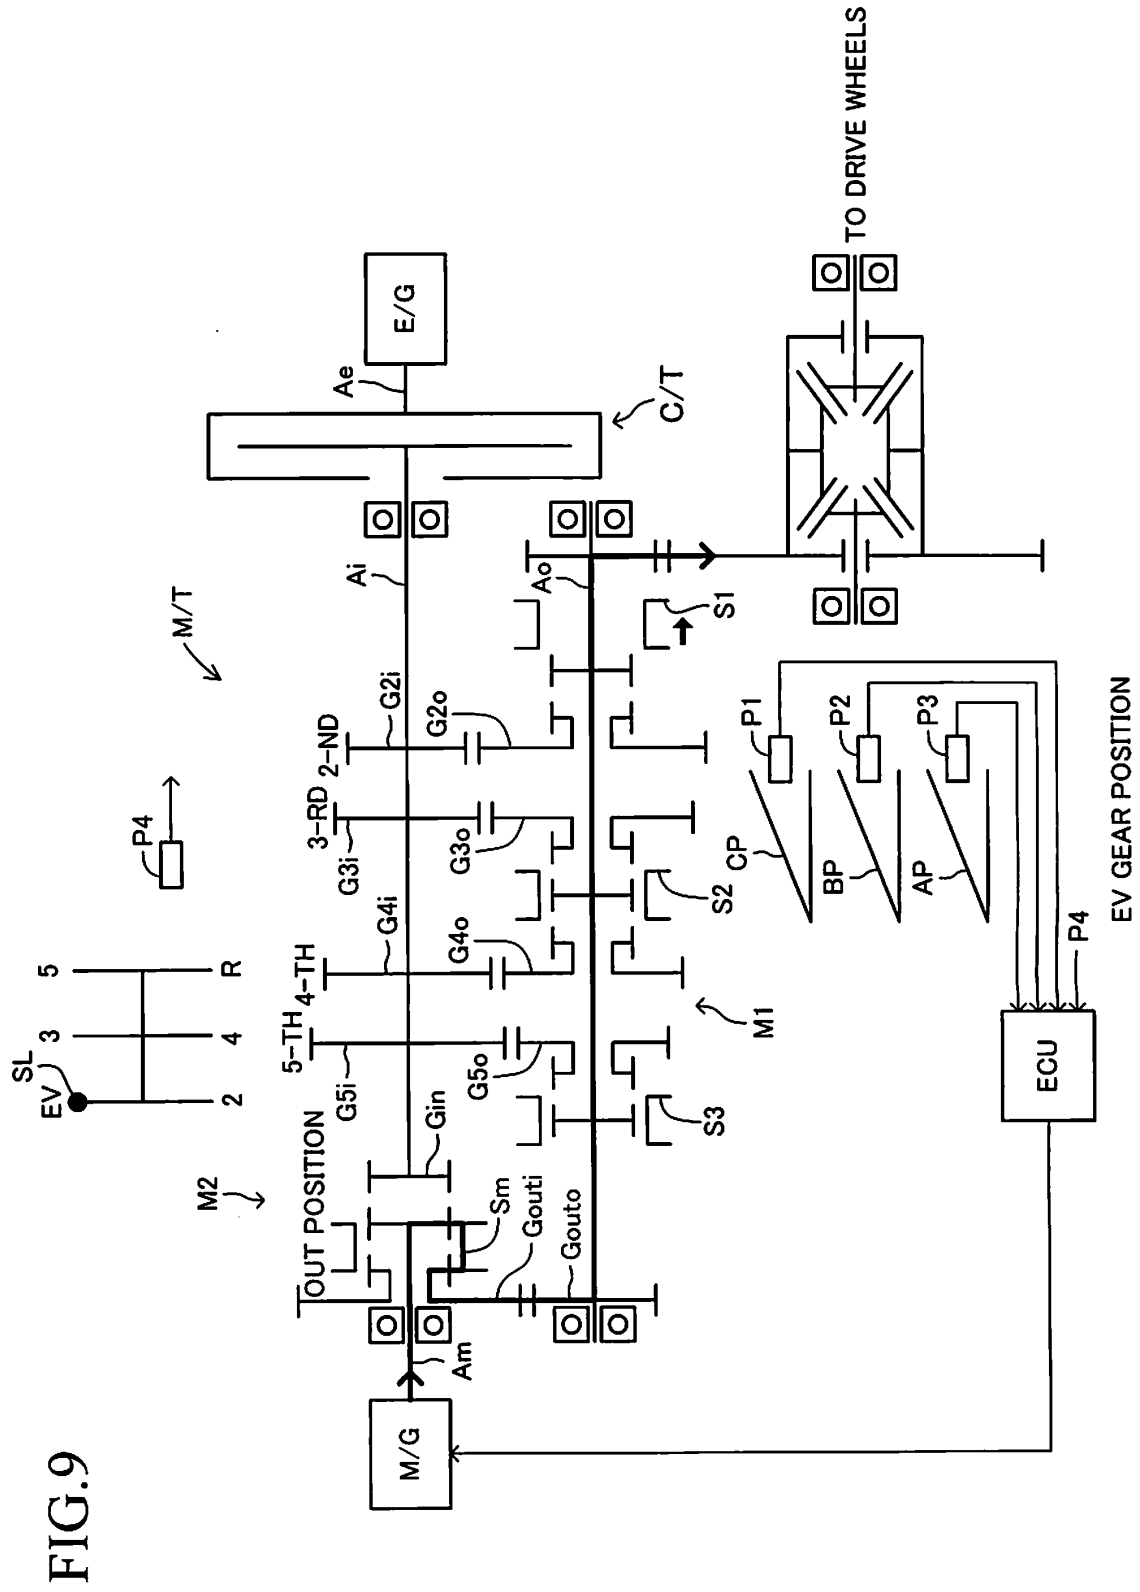 FIG.9
EV
SL
3
5
2
4
R
P4
M/T
M2
OUT POSITION
5-TH
4-TH
3-RD
2-ND
G5i
G4i
G3i
G2i
Ai
Ae
E/G
C/T
Gin
G5o
G4o
G3o
G2o
Ao
M/G
Am
Sm
Gouti
Gouto
S3
S2
S1
M1
TO DRIVE WHEELS
CP
BP
AP
P1
P2
P3
P4
ECU
EV GEAR POSITION